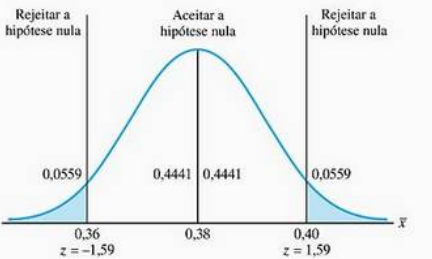 Rejeitar a
hipótese nula
Aceitar a
hipótese nula
Rejeitar a
hipótese nula
0,0559
0,4441
0,4441
0,0559
0,36
z = –1,59
0,38
0,40
z = 1,59
x̅